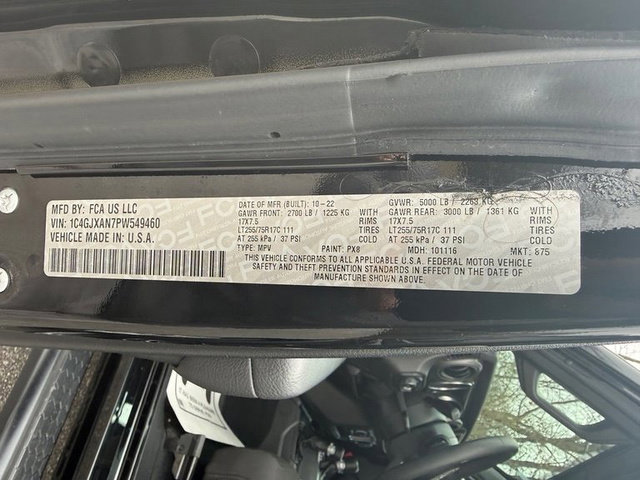 MFD BY: FCA US LLC
VIN: 1C4GJXAN7PW549460
VEHICLE MADE IN: U.S.A.
DATE OF MFR (BUILT): 10-22 GVWR: 5000 LB / 2263 KG
GAWR FRONT: 2700 LB / 1225 KG WITH GAWR REAR: 3000 LB / 1361 KG WITH
17X7.5 RIMS 17X7.5 RIMS
LT255/75R17C 111 TIRES LT255/75R17C 111 TIRES
AT 255 kPa / 37 PSI COLD AT 255 kPa / 37 PSI COLD
TYPE: MPV PAINT: PX8 MDH: 101116 MKT: 875
THIS VEHICLE CONFORMS TO ALL APPLICABLE U.S.A. FEDERAL MOTOR VEHICLE
SAFETY AND THEFT PREVENTION STANDARDS IN EFFECT ON THE DATE OF
MANUFACTURE SHOWN ABOVE.